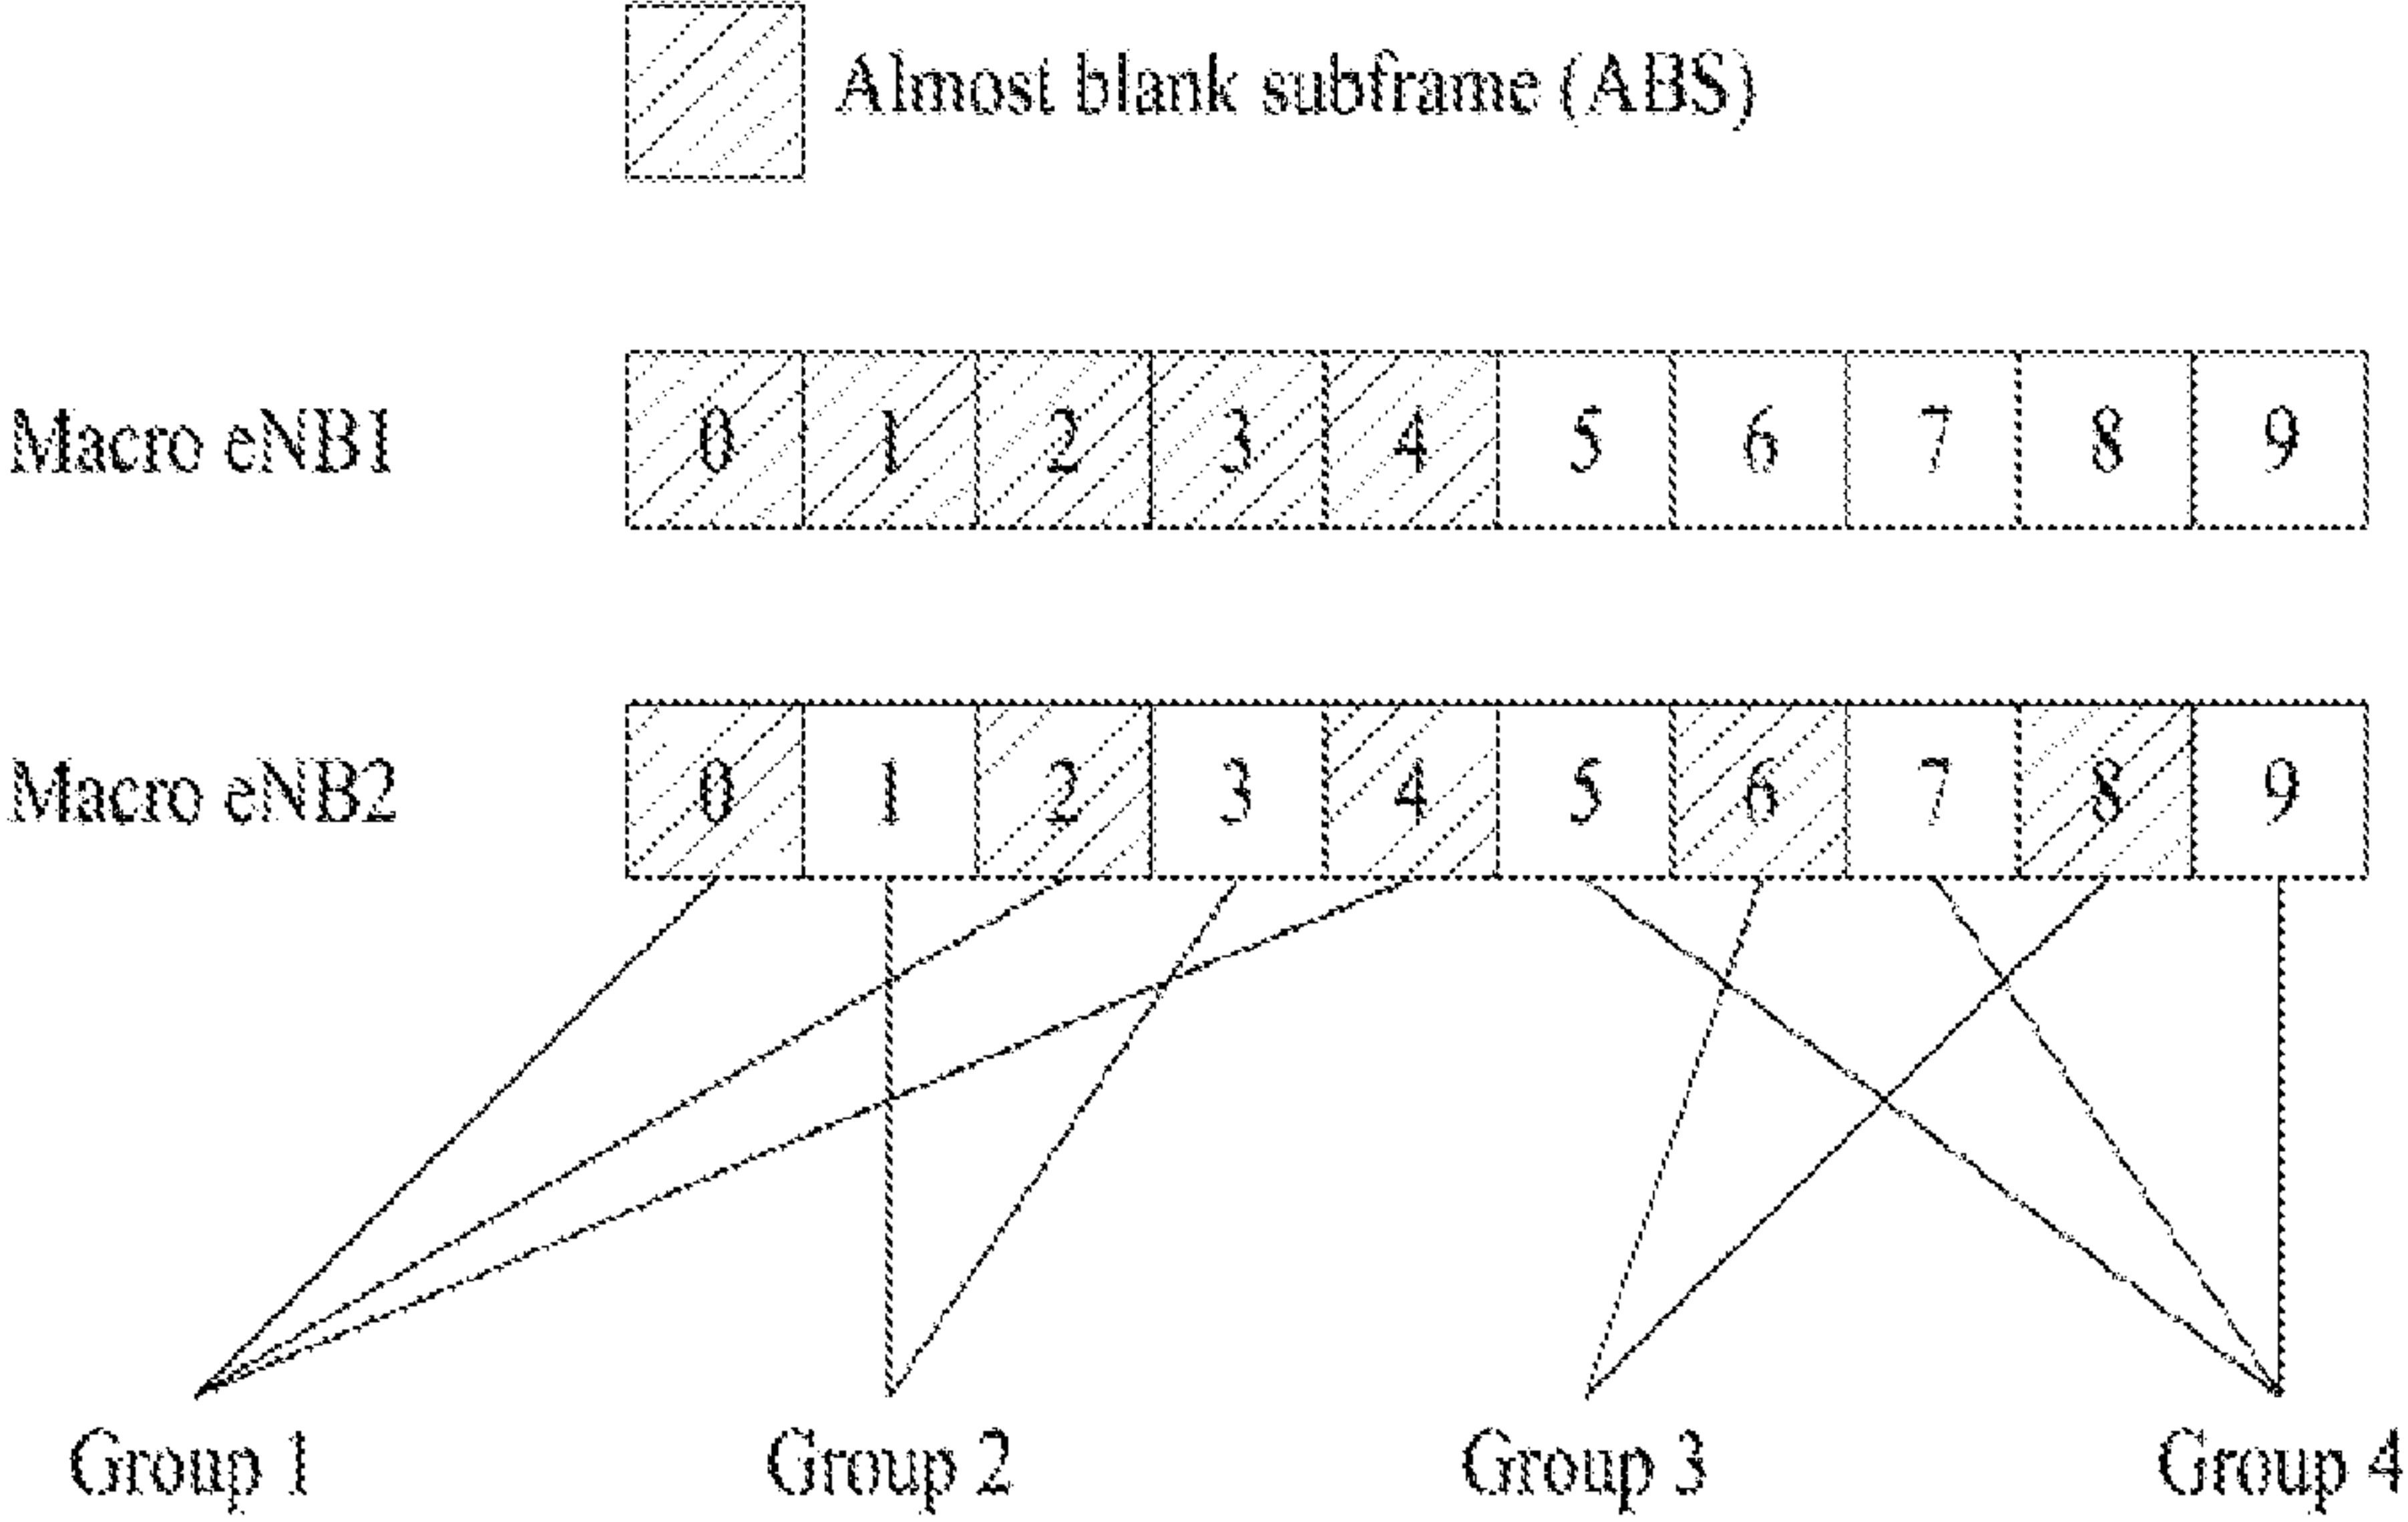 Almost blank subframe (ABS)
Macro eNB1 0 1 2 3 4 5 6 7 8 9
Macro eNB2 0 1 2 3 4 5 6 7 8 9
Group 1 Group 2 Group 3 Group 4